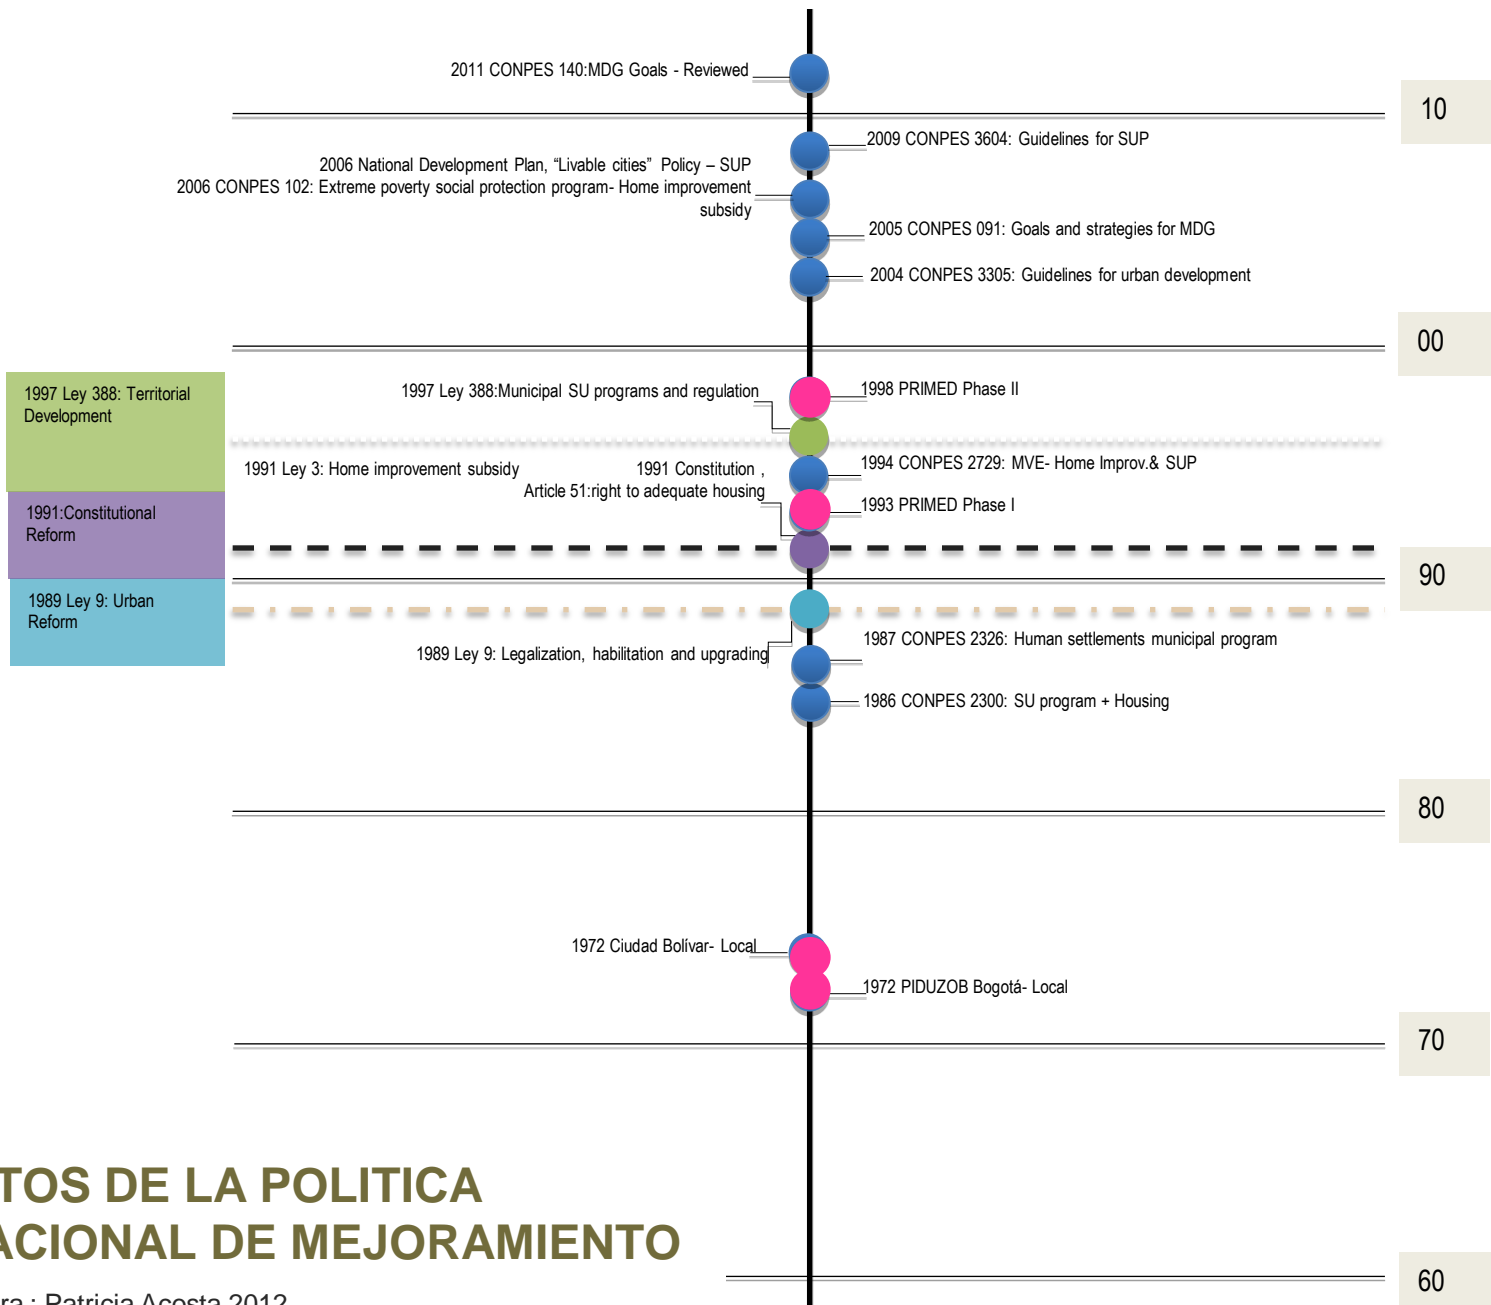 2011 CONPES 140:MDG Goals - Reviewed
10
2009 CONPES 3604: Guidelines for SUP
2006 National Development Plan, “Livable cities” Policy – SUP
2006 CONPES 102: Extreme poverty social protection program- Home improvement
subsidy
2005 CONPES 091: Goals and strategies for MDG
2004 CONPES 3305: Guidelines for urban development
00
1997 Ley 388: Territorial
Development
1997 Ley 388:Municipal SU programs and regulation
1998 PRIMED Phase II
1991 Ley 3: Home improvement subsidy
1991 Constitution ,
Article 51:right to adequate housing
1994 CONPES 2729: MVE- Home Improv.& SUP
1993 PRIMED Phase I
1991:Constitutional
Reform
90
1989 Ley 9: Urban
Reform
1989 Ley 9: Legalization, habilitation and upgrading
1987 CONPES 2326: Human settlements municipal program
1986 CONPES 2300: SU program + Housing
80
1972 Ciudad Bolívar- Local
1972 PIDUZOB Bogotá- Local
70
TOS DE LA POLITICA
ACIONAL DE MEJORAMIENTO
60
ra : Patricia Acosta 2012